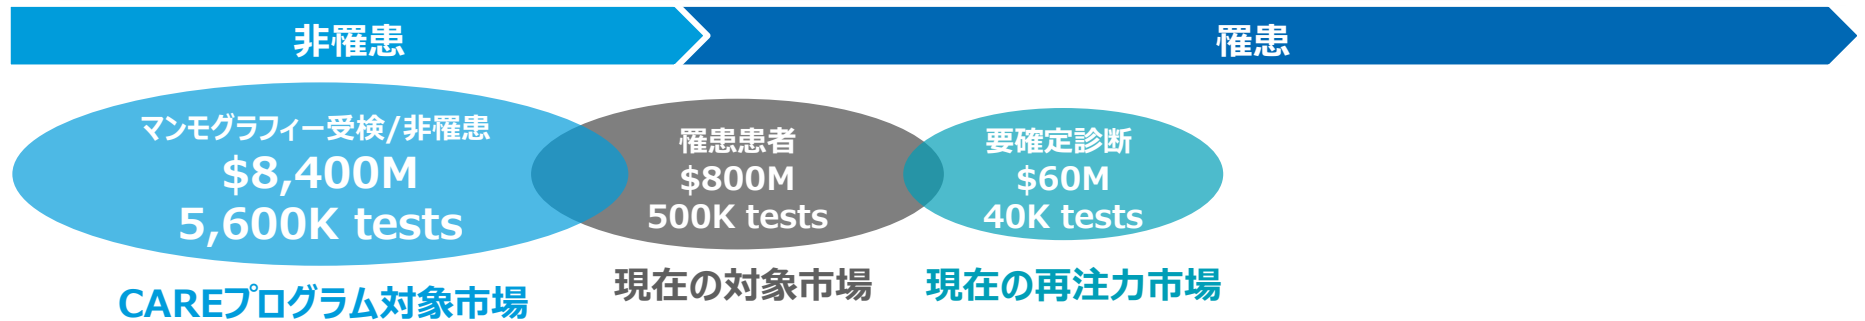 非罹患
罹患
マンモグラフィー受検/非罹患
$8,400M
5,600K tests
罹患患者
$800M
500K tests
要確定診断
$60M
40K tests
CAREプログラム対象市場
現在の対象市場
現在の再注力市場